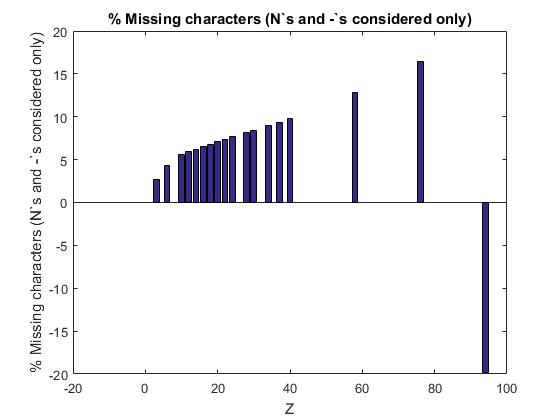 % Missing characters (N`s and -`s considered only)
% Missing characters (N`s and -`s considered only)
20
15
10
5
0
-5
-10
-15
-20
-20 0 20 40 60 80 100
Z